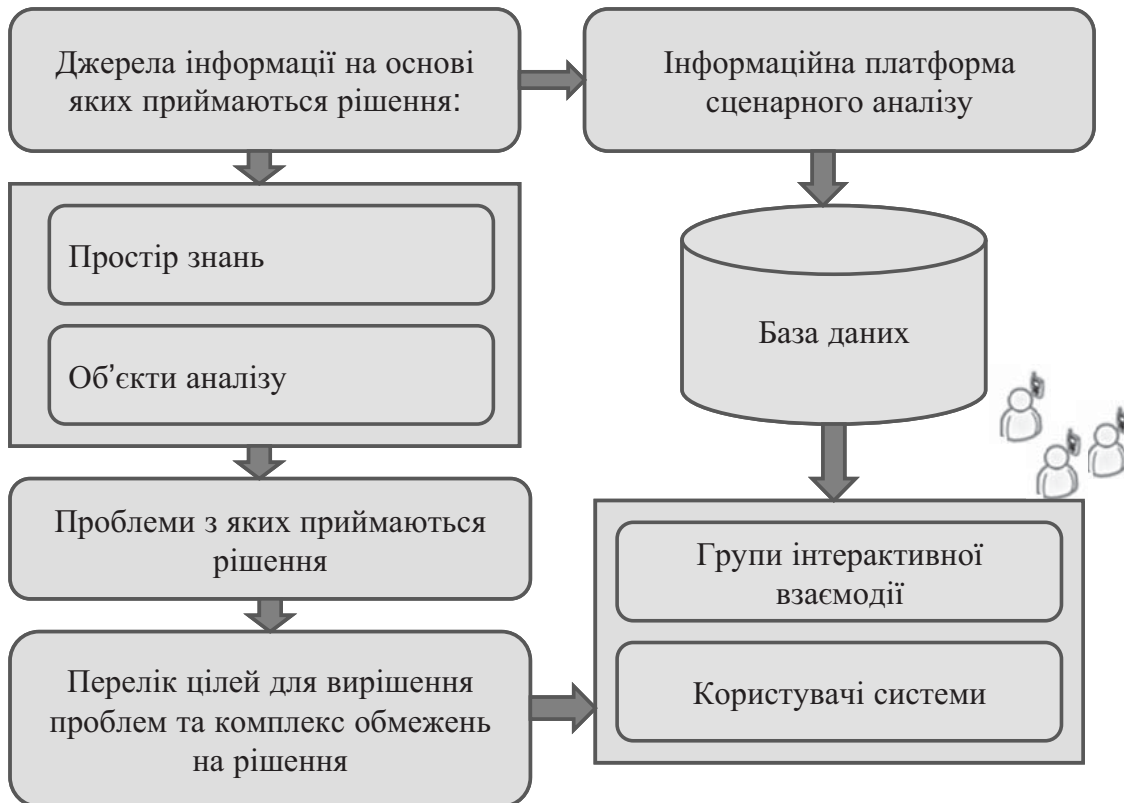 Джерела інформації на основі
яких приймаються рішення:
Інформаційна платформа
сценарного аналізу
Простір знань
Об’єкти аналізу
База даних
Проблеми з яких приймаються
рішення
Групи інтерактивної
взаємодії
Користувачі системи
Перелік цілей для вирішення
проблем та комплекс обмежень
на рішення